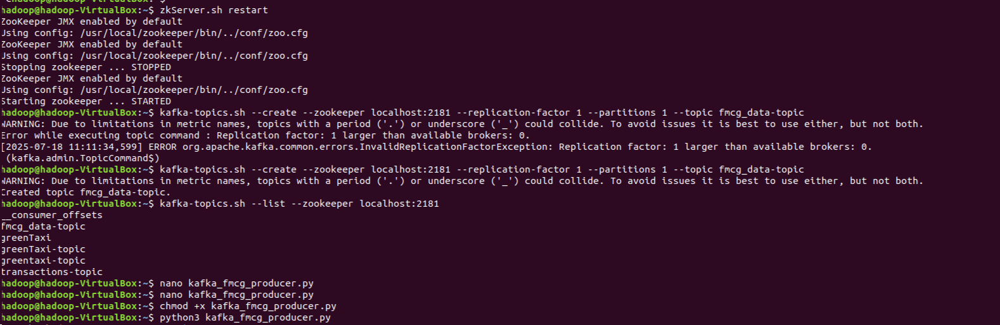 hadoop@hadoop-VirtualBox:~$
hadoop@hadoop-VirtualBox:~$ zkServer.sh restart
ZooKeeper JMX enabled by default
Using config: /usr/local/zookeeper/bin/../conf/zoo.cfg
ZooKeeper JMX enabled by default
Using config: /usr/local/zookeeper/bin/../conf/zoo.cfg
Stopping zookeeper ... STOPPED
ZooKeeper JMX enabled by default
Using config: /usr/local/zookeeper/bin/../conf/zoo.cfg
Starting zookeeper ... STARTED
hadoop@hadoop-VirtualBox:~$ kafka-topics.sh --create --zookeeper localhost:2181 --replication-factor 1 --partitions 1 --topic fmcg_data-topic
WARNING: Due to limitations in metric names, topics with a period ('.') or underscore ('_') could collide. To avoid issues it is best to use either, but not both.
Error while executing topic command : Replication factor: 1 larger than available brokers: 0.
[2025-07-18 11:11:34,599] ERROR org.apache.kafka.common.errors.InvalidReplicationFactorException: Replication factor: 1 larger than available brokers: 0.
 (kafka.admin.TopicCommand$)
hadoop@hadoop-VirtualBox:~$ kafka-topics.sh --create --zookeeper localhost:2181 --replication-factor 1 --partitions 1 --topic fmcg_data-topic
WARNING: Due to limitations in metric names, topics with a period ('.') or underscore ('_') could collide. To avoid issues it is best to use either, but not both.
Created topic fmcg_data-topic.
hadoop@hadoop-VirtualBox:~$ kafka-topics.sh --list --zookeeper localhost:2181
__consumer_offsets
fmcg_data-topic
greenTaxi
greenTaxi-topic
greentaxi-topic
transactions-topic
hadoop@hadoop-VirtualBox:~$ nano kafka_fmcg_producer.py
hadoop@hadoop-VirtualBox:~$ nano kafka_fmcg_producer.py
hadoop@hadoop-VirtualBox:~$ chmod +x kafka_fmcg_producer.py
hadoop@hadoop-VirtualBox:~$ python3 kafka_fmcg_producer.py